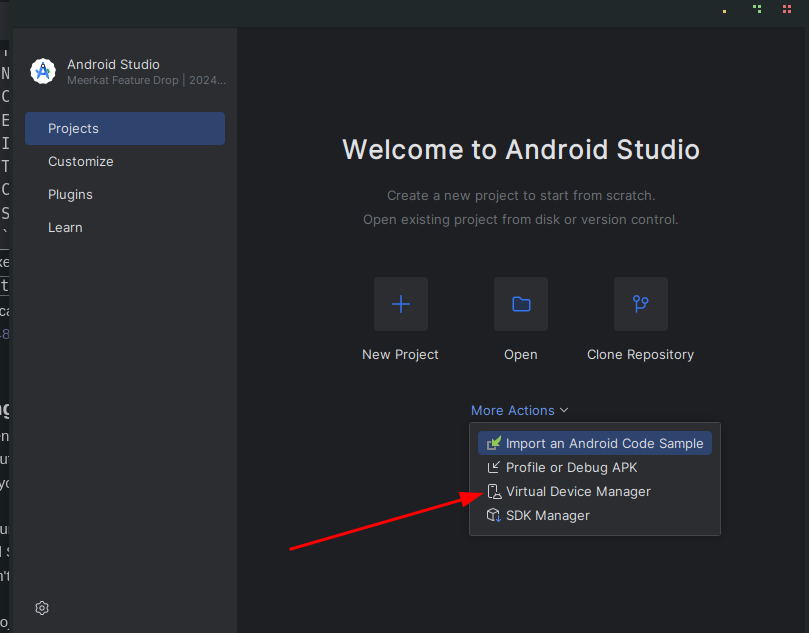 Android Studio
Meerkat Feature Drop | 2024...
Projects
Customize
Plugins
Learn
Welcome to Android Studio
Create a new project to start from scratch.
Open existing project from disk or version control.
New Project
Open
Clone Repository
More Actions
Import an Android Code Sample
Profile or Debug APK
Virtual Device Manager
SDK Manager